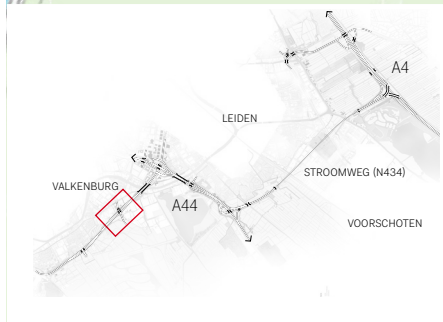 A4
LEIDEN
STROOMWEG (N434)
VALKENBURG
A44
VOORSCHOTEN